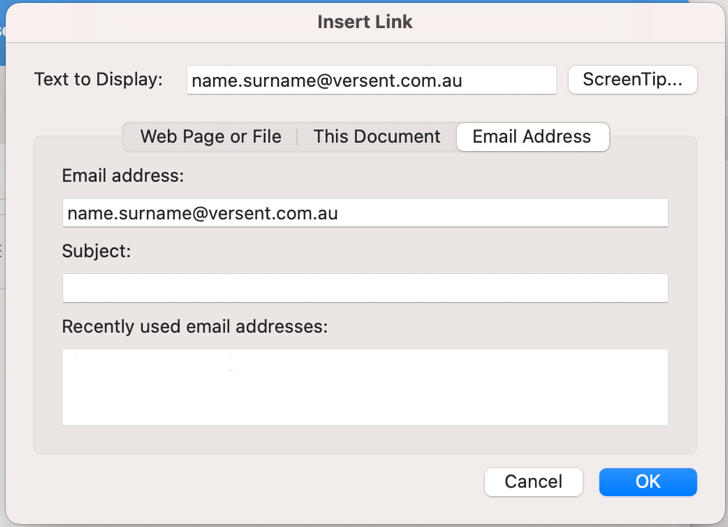 Insert Link
Text to Display: name.surname@versent.com.au ScreenTip...
Web Page or File This Document Email Address
Email address:
name.surname@versent.com.au
Subject:
Recently used email addresses:
Cancel OK